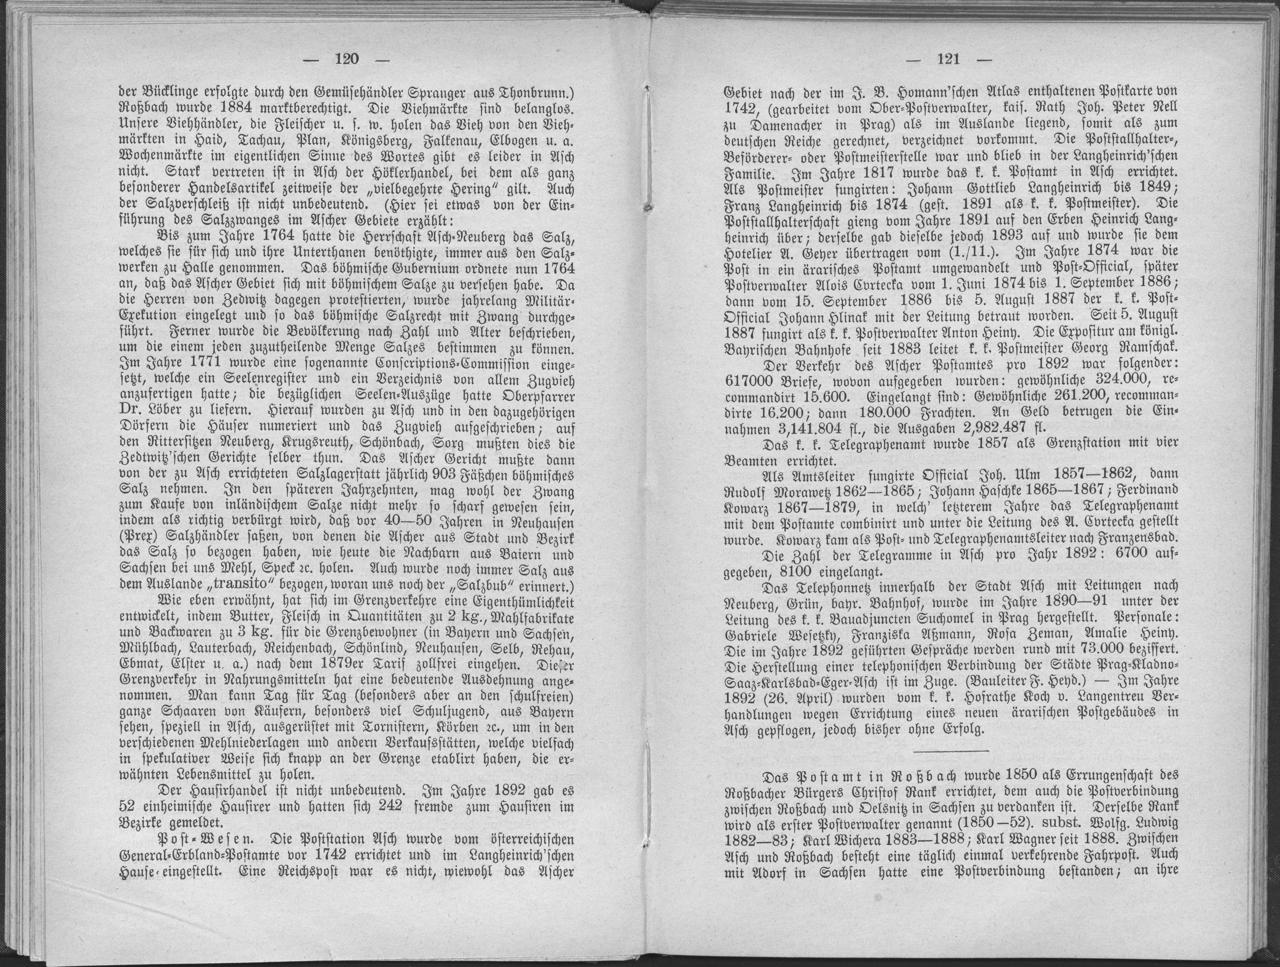 — 120 —
der Bücklinge erfolgte durch den Gemüsehändler Spranger aus Thonbrunn.)
Roßbach wurde 1884 marktberechtigt. Die Viehmärkte sind belanglos.
Unsere Viehhändler, die Fleischer u. s. w. holen das Vieh von den Vieh-
märkten in Haid, Tachau, Plan, Königsberg, Falkenau, Elbogen u. a.
Wochenmärkte im eigentlichen Sinne des Wortes gibt es leider in Asch
nicht. Stark vertreten ist in Asch der Höklerhandel, bei dem als ganz
besonderer Handelsartikel zeitweise der „vielbegehrte Hering“ gilt. Auch
der Salzverschleiß ist nicht unbedeutend. (Hier sei etwas von der Ein-
führung des Salzzwanges im Ascher Gebiete erzählt:
Bis zum Jahre 1764 hatte die Herrschaft Asch-Neuberg das Salz,
welches sie für sich und ihre Unterthanen benöthigte, immer aus den Salz-
werken zu Halle genommen. Das böhmische Gubernium ordnete nun 1764
an, daß das Ascher Gebiet sich mit böhmischem Salze zu versehen habe. Da
die Herren von Zedwitz dagegen protestierten, wurde jahrelang Militär-
Exekution eingelegt und so das böhmische Salzrecht mit Zwang durchge-
führt. Ferner wurde die Bevölkerung nach Zahl und Alter beschrieben,
um die einem jeden zuzutheilende Menge Salzes bestimmen zu können.
Im Jahre 1771 wurde eine sogenannte Conscriptions-Commission einge-
setzt, welche ein Seelenregister und ein Verzeichnis von allem Zugvieh
anzufertigen hatte; die bezüglichen Seelen-Auszüge hatte Oberpfarrer
Dr. Löber zu liefern. Hierauf wurden zu Asch und in den dazugehörigen
Dörfern die Häuser numeriert und das Zugvieh aufgeschrieben; auf
den Rittersitzen Neuberg, Krugsreuth, Schönbach, Sorg mußten dies die
Zedtwitz'schen Gerichte selber thun. Das Ascher Gericht mußte dann
von der zu Asch errichteten Salzlagerstatt jährlich 903 Fäßchen böhmisches
Salz nehmen. In den späteren Jahrzehnten, mag wohl der Zwang
zum Kaufe von inländischem Salze nicht mehr so scharf gewesen sein,
indem als richtig verbürgt wird, daß vor 40—50 Jahren in Neuhausen
(Prex) Salzhändler saßen, von denen die Ascher aus Stadt und Bezirk
das Salz so bezogen haben, wie heute die Nachbarn aus Baiern und
Sachsen bei uns Mehl, Speck ꝛc. holen. Auch wurde noch immer Salz aus
dem Auslande „transito“ bezogen, woran uns noch der „Salzbub“ erinnert.)
Wie eben erwähnt, hat sich im Grenzverkehre eine Eigenthümlichkeit
entwickelt, indem Butter, Fleisch in Quantitäten zu 2 kg., Mahlfabrikate
und Backwaren zu 3 kg. für die Grenzbewohner (in Bayern und Sachsen,
Mühlbach, Lauterbach, Reichenbach, Schönlind, Neuhausen, Selb, Rehau,
Ebmat, Elster u. a.) nach dem 1879er Tarif zollfrei eingehen. Dieser
Grenzverkehr in Nahrungsmitteln hat eine bedeutende Ausdehnung ange-
nommen. Man kann Tag für Tag (besonders aber an den schulfreien)
ganze Schaaren von Käufern, besonders viel Schuljugend, aus Bayern
sehen, speziell in Asch, ausgerüstet mit Tornistern, Körben ꝛc., um in den
verschiedenen Mehlniederlagen und andern Verkaufsstätten, welche vielfach
in spekulativer Weise sich knapp an der Grenze etablirt haben, die er-
wähnten Lebensmittel zu holen.
Der Hausirhandel ist nicht unbedeutend. Im Jahre 1892 gab es
52 einheimische Hausirer und hatten sich 242 fremde zum Hausiren im
Bezirke gemeldet.
Post-Wesen. Die Poststation Asch wurde vom österreichischen
General-Erbland-Postamte vor 1742 errichtet und im Langheinrich'schen
Hause eingestellt. Eine Reichspost war es nicht, wiewohl das Ascher
— 121 —
Gebiet nach der im J. B. Homann'schen Atlas enthaltenen Postkarte von
1742, (gearbeitet vom Ober-Postverwalter, kais. Rath Joh. Peter Nell
zu Damenacher in Prag) als im Auslande liegend, somit als zum
deutschen Reiche gerechnet, verzeichnet vorkommt. Die Poststallhalter-,
Beförderer- oder Postmeisterstelle war und blieb in der Langheinrich'schen
Familie. Im Jahre 1817 wurde das k. k. Postamt in Asch errichtet.
Als Postmeister fungirten: Johann Gottlieb Langheinrich bis 1849;
Franz Langheinrich bis 1874 (gest. 1891 als k. k. Postmeister). Die
Poststallhalterschaft gieng vom Jahre 1891 auf den Erben Heinrich Lang-
heinrich über; derselbe gab dieselbe jedoch 1893 auf und wurde sie dem
Hotelier A. Geyer übertragen vom (1./11.). Im Jahre 1874 war die
Post in ein ärarisches Postamt umgewandelt und Post-Official, später
Postverwalter Alois Cvrtecka vom 1. Juni 1874 bis 1. September 1886;
dann vom 15. September 1886 bis 5. August 1887 der k. k. Post-
Official Johann Hlinak mit der Leitung betraut worden. Seit 5. August
1887 fungirt als k. k. Postverwalter Anton Heiny. Die Expositur am königl.
Bayrischen Bahnhofe seit 1883 leitet k. k. Postmeister Georg Ramschak.
Der Verkehr des Ascher Postamtes pro 1892 war folgender:
617000 Briefe, wovon aufgegeben wurden: gewöhnliche 324.000, re-
commandirt 15.600. Eingelangt sind: Gewöhnliche 261.200, recomman-
dirte 16.200; dann 180.000 Frachten. An Geld betrugen die Ein-
nahmen 3,141.804 fl., die Ausgaben 2,982.487 fl.
Das k. k. Telegraphenamt wurde 1857 als Grenzstation mit vier
Beamten errichtet.
Als Amtsleiter fungirte Official Joh. Ulm 1857—1862, dann
Rudolf Morawetz 1862—1865; Johann Haschke 1865—1867; Ferdinand
Kowarz 1867—1879, in welch' letzterem Jahre das Telegraphenamt
mit dem Postamte combinirt und unter die Leitung des A. Cvrtecka gestellt
wurde. Kowarz kam als Post- und Telegraphenamtsleiter nach Franzensbad.
Die Zahl der Telegramme in Asch pro Jahr 1892: 6700 auf-
gegeben, 8100 eingelangt.
Das Telephonnetz innerhalb der Stadt Asch mit Leitungen nach
Neuberg, Grün, bayr. Bahnhof, wurde im Jahre 1890—91 unter der
Leitung des k. k. Bauadjuncten Suchomel in Prag hergestellt. Personale:
Gabriele Wesetzky, Franziska Aßmann, Rosa Zeman, Amalie Heiny.
Die im Jahre 1892 geführten Gespräche werden rund mit 73.000 beziffert.
Die Herstellung einer telephonischen Verbindung der Städte Prag-Kladno-
Saaz-Karlsbad-Eger-Asch ist im Zuge. (Bauleiter F. Heyd.) — Im Jahre
1892 (26. April) wurden vom k. k. Hofrathe Koch v. Langentreu Ver-
handlungen wegen Errichtung eines neuen ärarischen Postgebäudes in
Asch gepflogen, jedoch bisher ohne Erfolg.
Das Postamt in Roßbach wurde 1850 als Errungenschaft des
Roßbacher Bürgers Christof Rank errichtet, dem auch die Postverbindung
zwischen Roßbach und Oelsnitz in Sachsen zu verdanken ist. Derselbe Rank
wird als erster Postverwalter genannt (1850—52). subst. Wolfg. Ludwig
1882—83; Karl Wichera 1883—1888; Karl Wagner seit 1888. Zwischen
Asch und Roßbach besteht eine täglich einmal verkehrende Fahrpost. Auch
mit Adorf in Sachsen hatte eine Postverbindung bestanden; an ihre